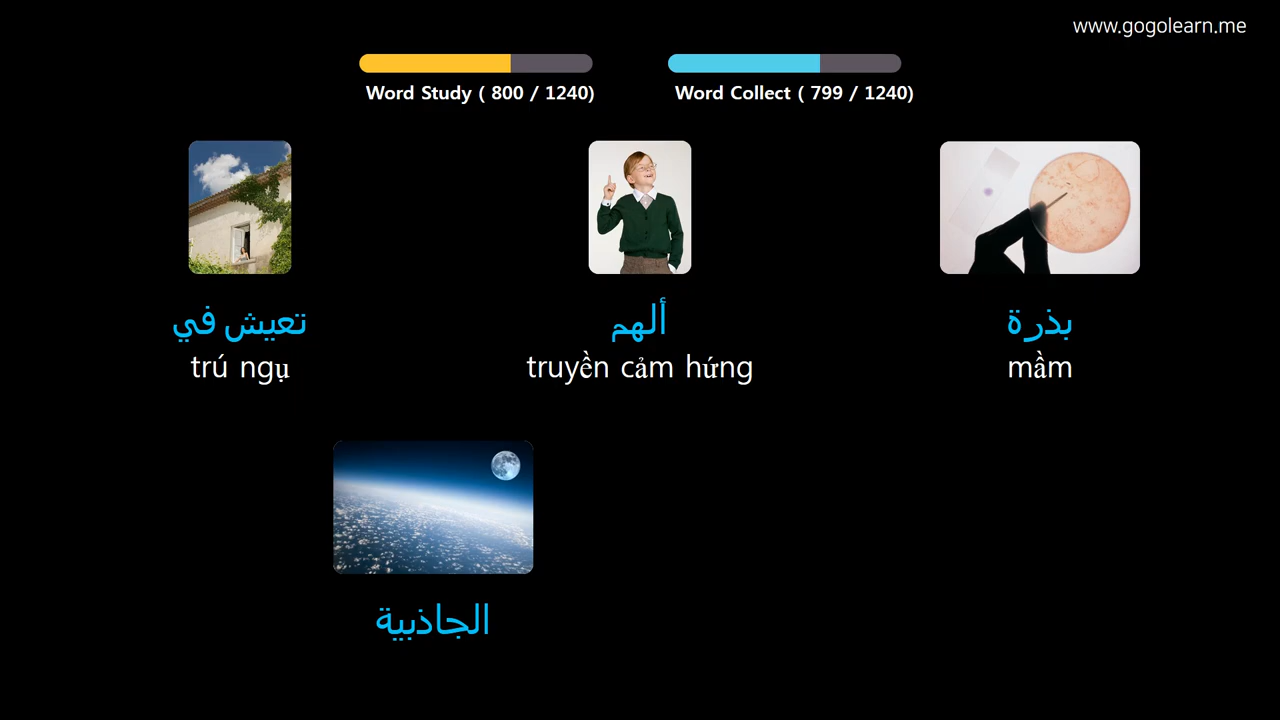 www.gogolearn.me
Word Study ( 800 / 1240)
Word Collect ( 799 / 1240)
تعيش في
trú ngụ
ألهم
truyền cảm hứng
بذرة
mầm
الجاذبية